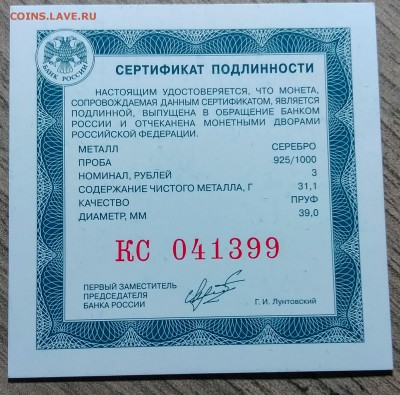 COINS.LAVE.RU
БАНК РОССИИ
СЕРТИФИКАТ ПОДЛИННОСТИ
НАСТОЯЩИМ УДОСТОВЕРЯЕТСЯ, ЧТО МОНЕТА,
СОПРОВОЖДАЕМАЯ ДАННЫМ СЕРТИФИКАТОМ, ЯВЛЯЕТСЯ
ПОДЛИННОЙ, ВЫПУЩЕНА В ОБРАЩЕНИЕ БАНКОМ
РОССИИ И ОТЧЕКАНЕНА МОНЕТНЫМИ ДВОРАМИ
РОССИЙСКОЙ ФЕДЕРАЦИИ.
МЕТАЛЛ СЕРЕБРО
ПРОБА 925/1000
НОМИНАЛ, РУБЛЕЙ 3
СОДЕРЖАНИЕ ЧИСТОГО МЕТАЛЛА, Г 31,1
КАЧЕСТВО ПРУФ
ДИАМЕТР, ММ 39,0
КС 041399
ПЕРВЫЙ ЗАМЕСТИТЕЛЬ
ПРЕДСЕДАТЕЛЯ
БАНКА РОССИИ
Г. И. Лунтовский